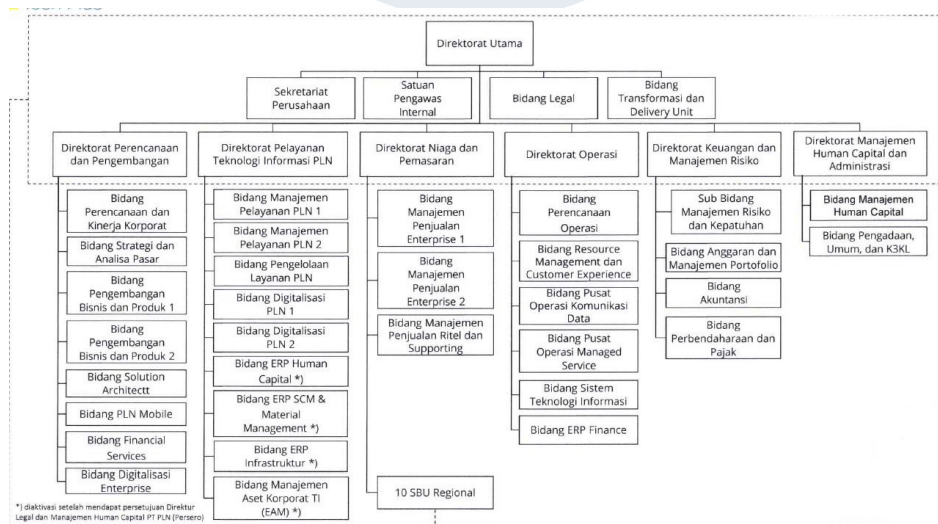 Direktorat Utama
Sekretariat
Perusahaan
Satuan
Pengawas
Internal
Bidang Legal
Bidang
Transformasi dan
Delivery Unit
Direktorat Perencanaan
dan Pengembangan
Direktorat Pelayanan
Teknologi Informasi PLN
Direktorat Niaga dan
Pemasaran
Direktorat Operasi
Direktorat Keuangan dan
Manajemen Risiko
Direktorat Manajemen
Human Capital dan
Administrasi
Bidang
Perencanaan dan
Kinerja Korporat
Bidang Strategi dan
Analisa Pasar
Bidang
Pengembangan
Bisnis dan Produk 1
Bidang
Pengembangan
Bisnis dan Produk 2
Bidang Solution
Architectt
Bidang PLN Mobile
Bidang Financial
Services
Bidang Digitalisasi
Enterprise
Bidang Manajemen
Pelayanan PLN 1
Bidang Manajemen
Pelayanan PLN 2
Bidang Pengelolaan
Layanan PLN
Bidang Digitalisasi
PLN 1
Bidang Digitalisasi
PLN 2
Bidang ERP Human
Capital *)
Bidang ERP SCM &
Material
Management *)
Bidang ERP
Infrastruktur *)
Bidang Manajemen
Aset Korporat TI
(EAM) *)
Bidang
Manajemen
Penjualan
Enterprise 1
Bidang
Manajemen
Penjualan
Enterprise 2
Bidang Manajemen
Penjualan Ritel dan
Supporting
10 SBU Regional
Bidang
Perencanaan
Operasi
Bidang Resource
Management dan
Customer Experience
Bidang Pusat
Operasi Komunikasi
Data
Bidang Pusat
Operasi Managed
Service
Bidang Sistem
Teknologi Informasi
Bidang ERP Finance
Sub Bidang
Manajemen Risiko
dan Kepatuhan
Bidang Anggaran dan
Manajemen Portofolio
Bidang
Akuntansi
Bidang
Perbendaharaan dan
Pajak
Bidang Manajemen
Human Capital
Bidang Pengadaan,
Umum, dan K3KL
*) diaktivasi setelah mendapat persetujuan Direktur
Legal dan Manajemen Human Capital PT PLN (Persero)